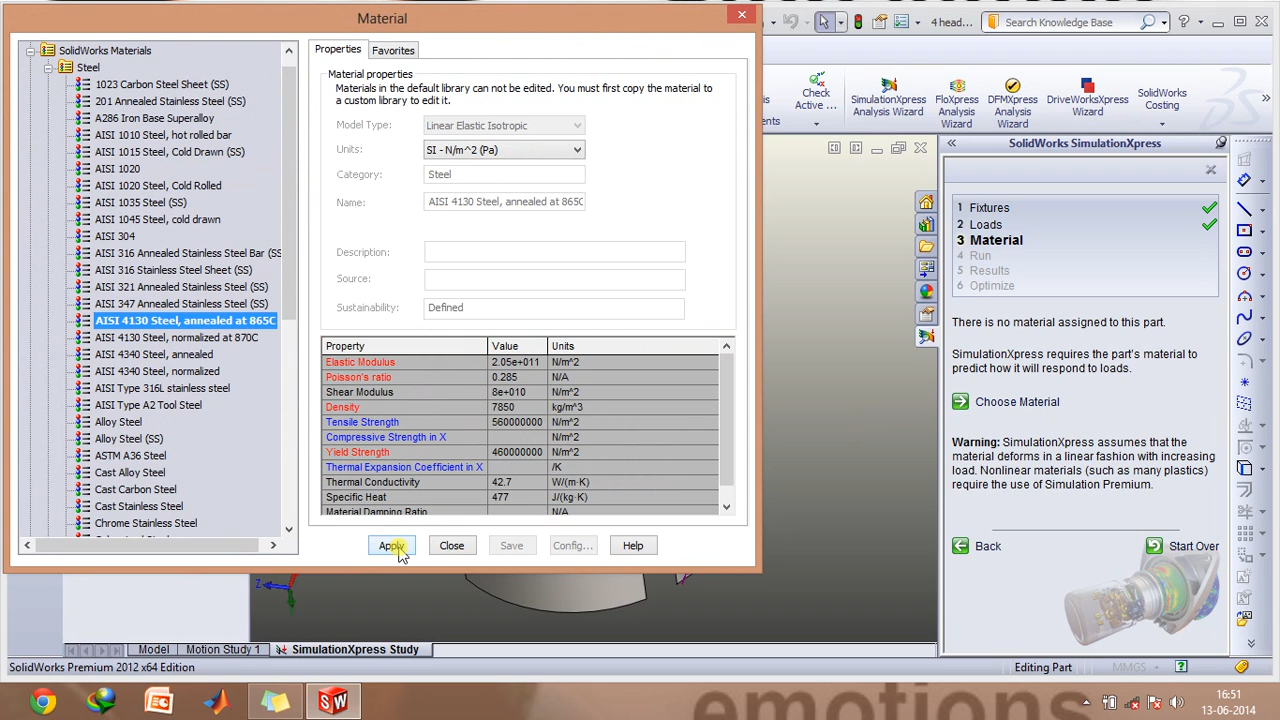 Material
4 head...
Search Knowledge Base
SolidWorks Materials
Steel
1023 Carbon Steel Sheet (SS)
201 Annealed Stainless Steel (SS)
A286 Iron Base Superalloy
AISI 1010 Steel, hot rolled bar
AISI 1015 Steel, Cold Drawn (SS)
AISI 1020
AISI 1020 Steel, Cold Rolled
AISI 1035 Steel (SS)
AISI 1045 Steel, cold drawn
AISI 304
AISI 316 Annealed Stainless Steel Bar (SS
AISI 316 Stainless Steel Sheet (SS)
AISI 321 Annealed Stainless Steel (SS)
AISI 347 Annealed Stainless Steel (SS)
AISI 4130 Steel, annealed at 865C
AISI 4130 Steel, normalized at 870C
AISI 4340 Steel, annealed
AISI 4340 Steel, normalized
AISI Type 316L stainless steel
AISI Type A2 Tool Steel
Alloy Steel
Alloy Steel (SS)
ASTM A36 Steel
Cast Alloy Steel
Cast Carbon Steel
Cast Stainless Steel
Chrome Stainless Steel
Properties
Favorites
Material properties
Materials in the default library can not be edited. You must first copy the material to
a custom library to edit it.
Model Type: Linear Elastic Isotropic
Units: SI - N/m^2 (Pa)
Category: Steel
Name: AISI 4130 Steel, annealed at 865C
Description:
Source:
Sustainability: Defined
Property Value Units
Elastic Modulus 2.05e+011 N/m^2
Poisson's ratio 0.285 N/A
Shear Modulus 8e+010 N/m^2
Density 7850 kg/m^3
Tensile Strength 560000000 N/m^2
Compressive Strength in X N/m^2
Yield Strength 460000000 N/m^2
Thermal Expansion Coefficient in X /K
Thermal Conductivity 42.7 W/(m·K)
Specific Heat 477 J/(kg·K)
Material Damping Ratio N/A
Apply Close Save Config... Help
Check
Active ...
SimulationXpress
Analysis Wizard
FloXpress
Analysis
Wizard
DFMXpress
Analysis
Wizard
DriveWorksXpress
Wizard
SolidWorks
Costing
SolidWorks SimulationXpress
1 Fixtures
2 Loads
3 Material
4 Run
5 Results
6 Optimize
There is no material assigned to this part.
SimulationXpress requires the part's material to
predict how it will respond to loads.
Choose Material
Warning: SimulationXpress assumes that the
material deforms in a linear fashion with increasing
load. Nonlinear materials (such as many plastics)
require the use of Simulation Premium.
Back
Start Over
Z
Model
Motion Study 1
SimulationXpress Study
SolidWorks Premium 2012 x64 Edition
Editing Part
MMGS
emotions
16:51
13-06-2014